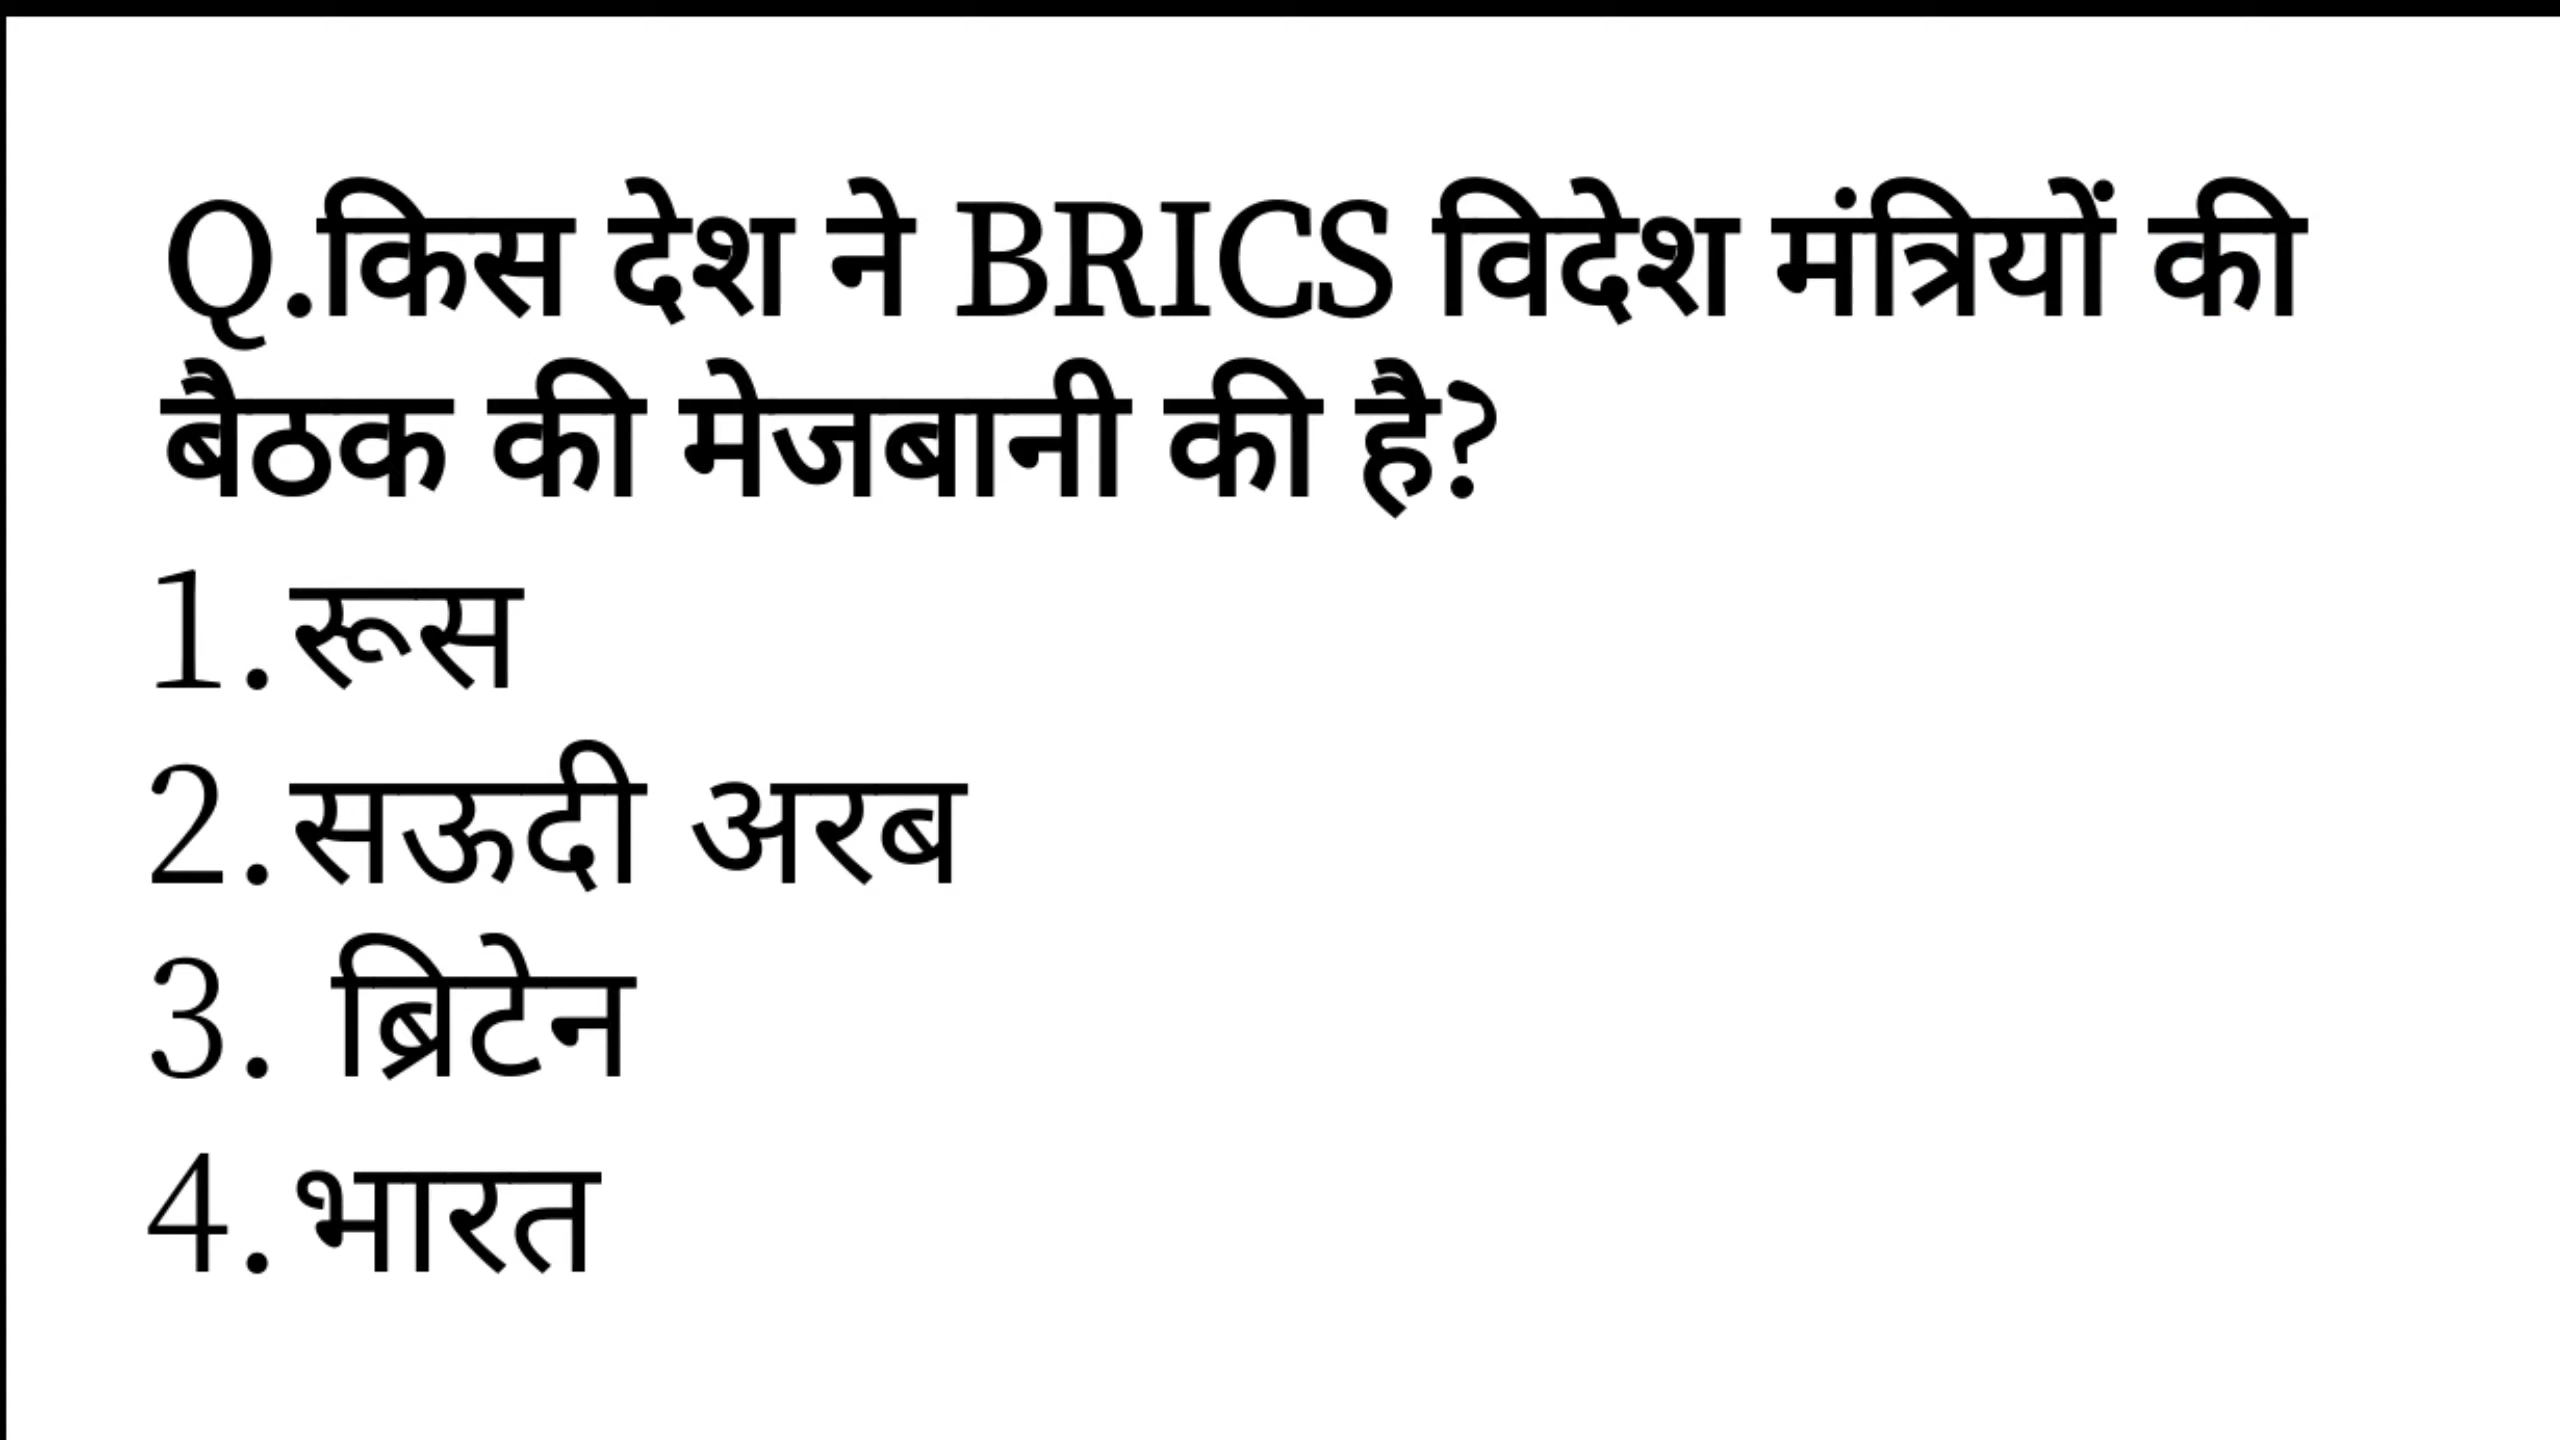 Q.किस देश ने BRICS विदेश मंत्रियों की
बैठक की मेजबानी की है?
1.रूस
2.सऊदी अरब
3. ब्रिटेन
4.भारत